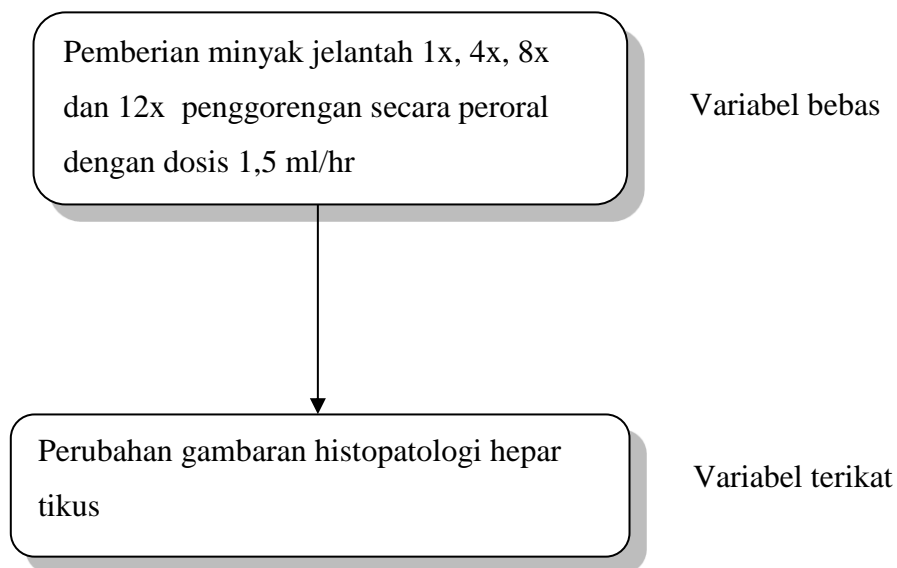 Pemberian minyak jelantah 1x, 4x, 8x
dan 12x penggorengan secara peroral
dengan dosis 1,5 ml/hr
Variabel bebas
Perubahan gambaran histopatologi hepar
tikus
Variabel terikat